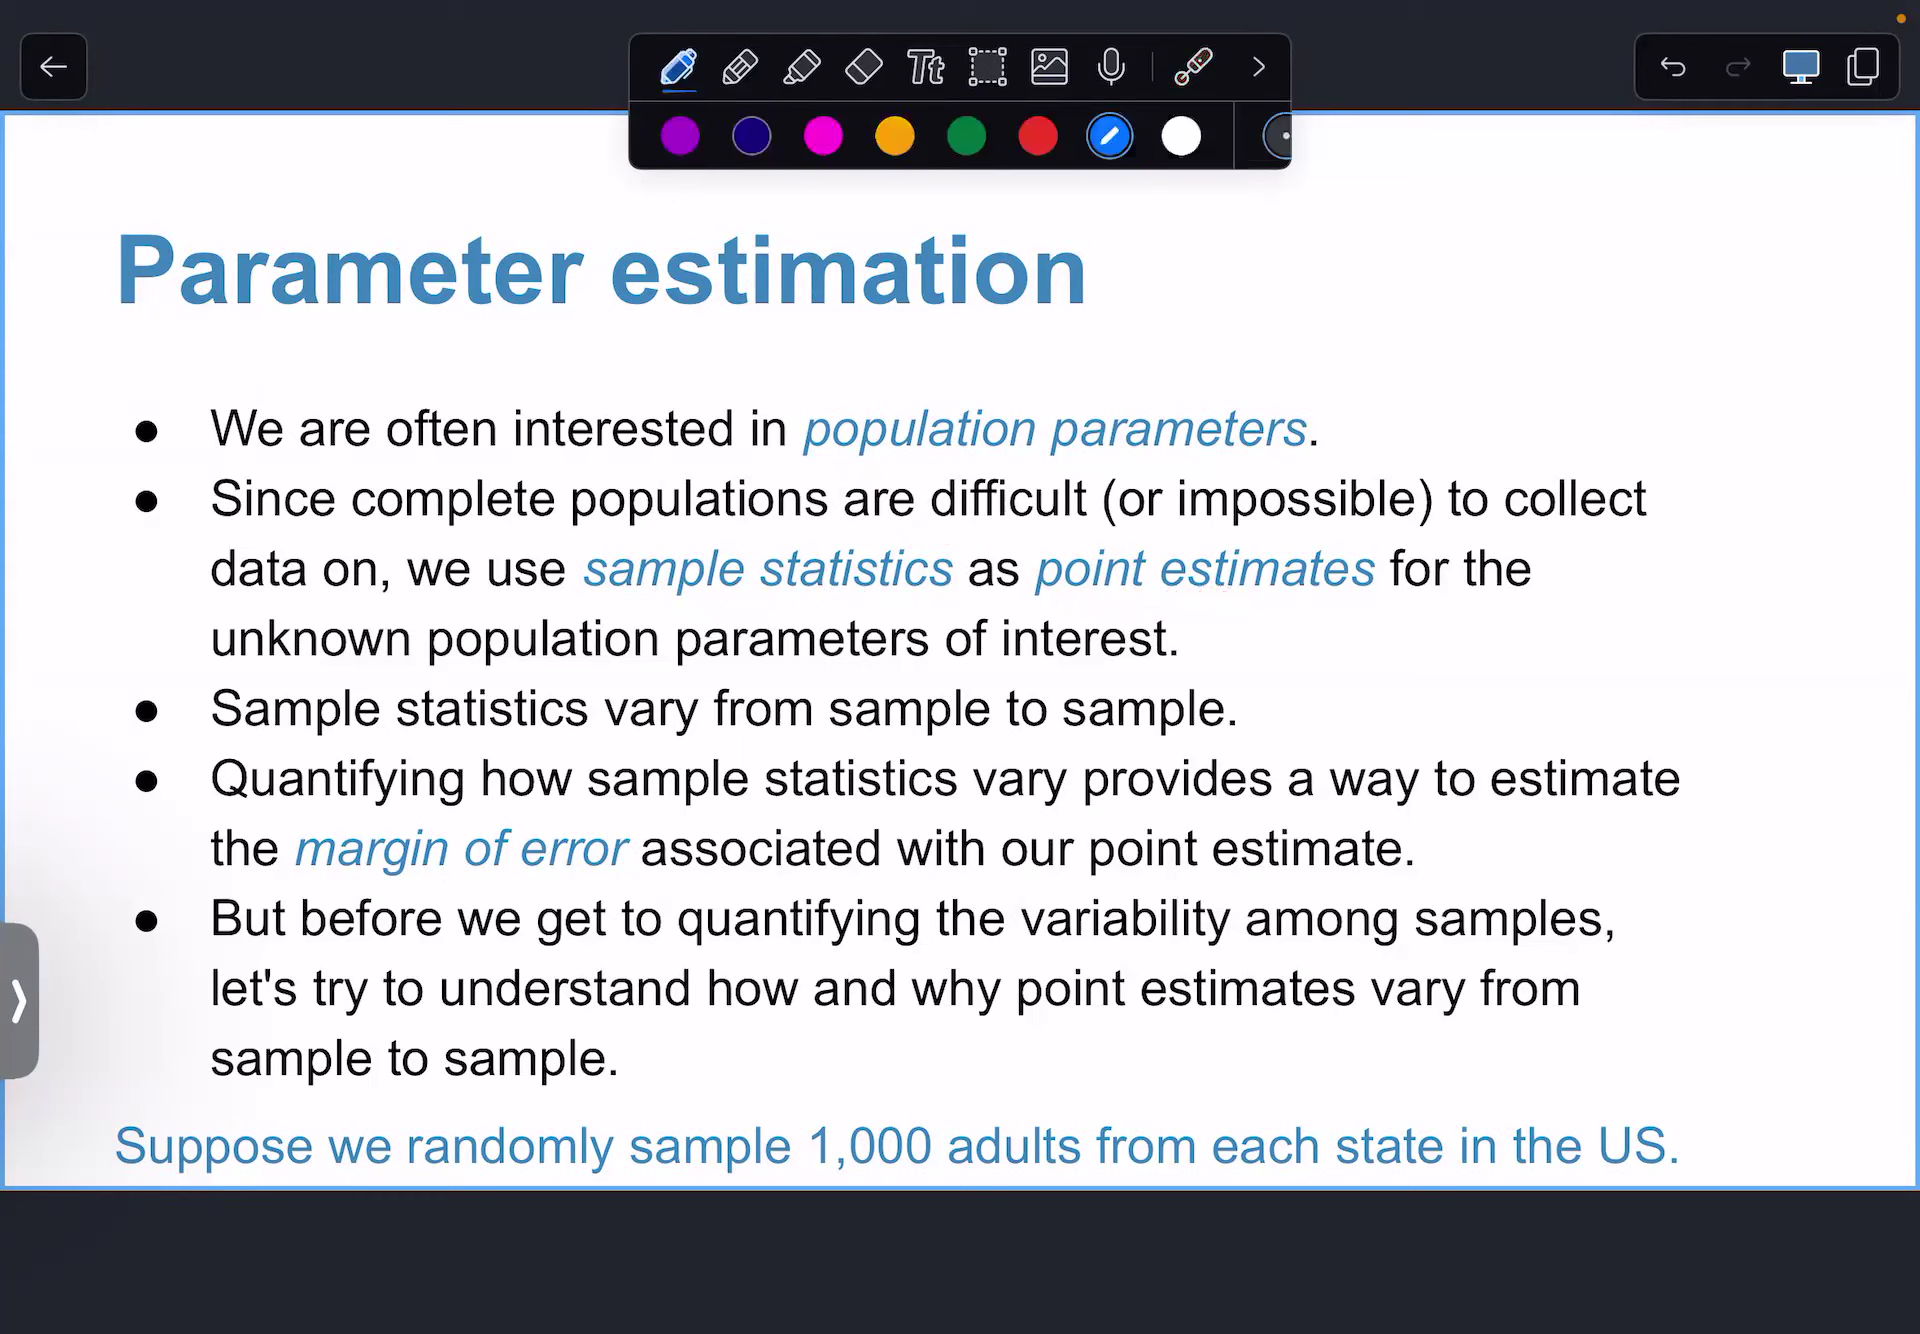 Tt
Parameter estimation
● We are often interested in population parameters.
● Since complete populations are difficult (or impossible) to collect
data on, we use sample statistics as point estimates for the
unknown population parameters of interest.
● Sample statistics vary from sample to sample.
● Quantifying how sample statistics vary provides a way to estimate
the margin of error associated with our point estimate.
● But before we get to quantifying the variability among samples,
let's try to understand how and why point estimates vary from
sample to sample.
Suppose we randomly sample 1,000 adults from each state in the US.